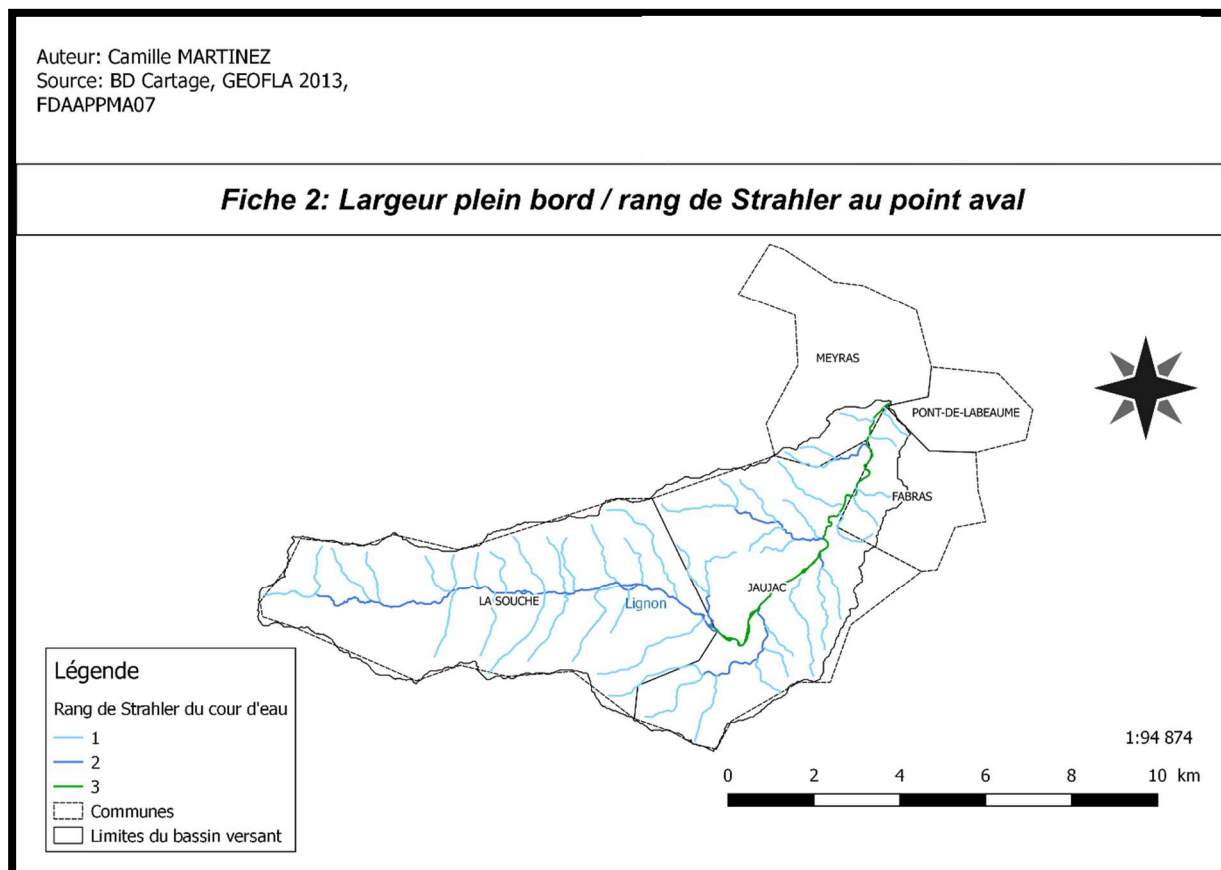 Auteur: Camille MARTINEZ
Source: BD Cartage, GEOFLA 2013,
FDAAPPMA07
Fiche 2: Largeur plein bord / rang de Strahler au point aval
MEYRAS
PONT-DE-LABEAUME
FABRAS
JAUJAC
LA SOUCHE
Lignon
Légende
Rang de Strahler du cour d'eau
1
2
3
Communes
Limites du bassin versant
1:94 874
0 2 4 6 8 10 km